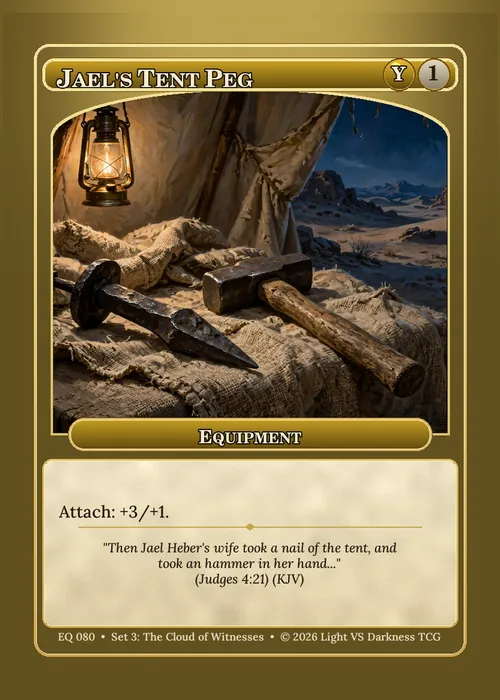 Jael's Tent Peg
Y 1
Equipment
Attach: +3/+1.
"Then Jael Heber's wife took a nail of the tent, and
took an hammer in her hand..."
(Judges 4:21) (KJV)
EQ 080 • Set 3: The Cloud of Witnesses • © 2026 Light VS Darkness TCG